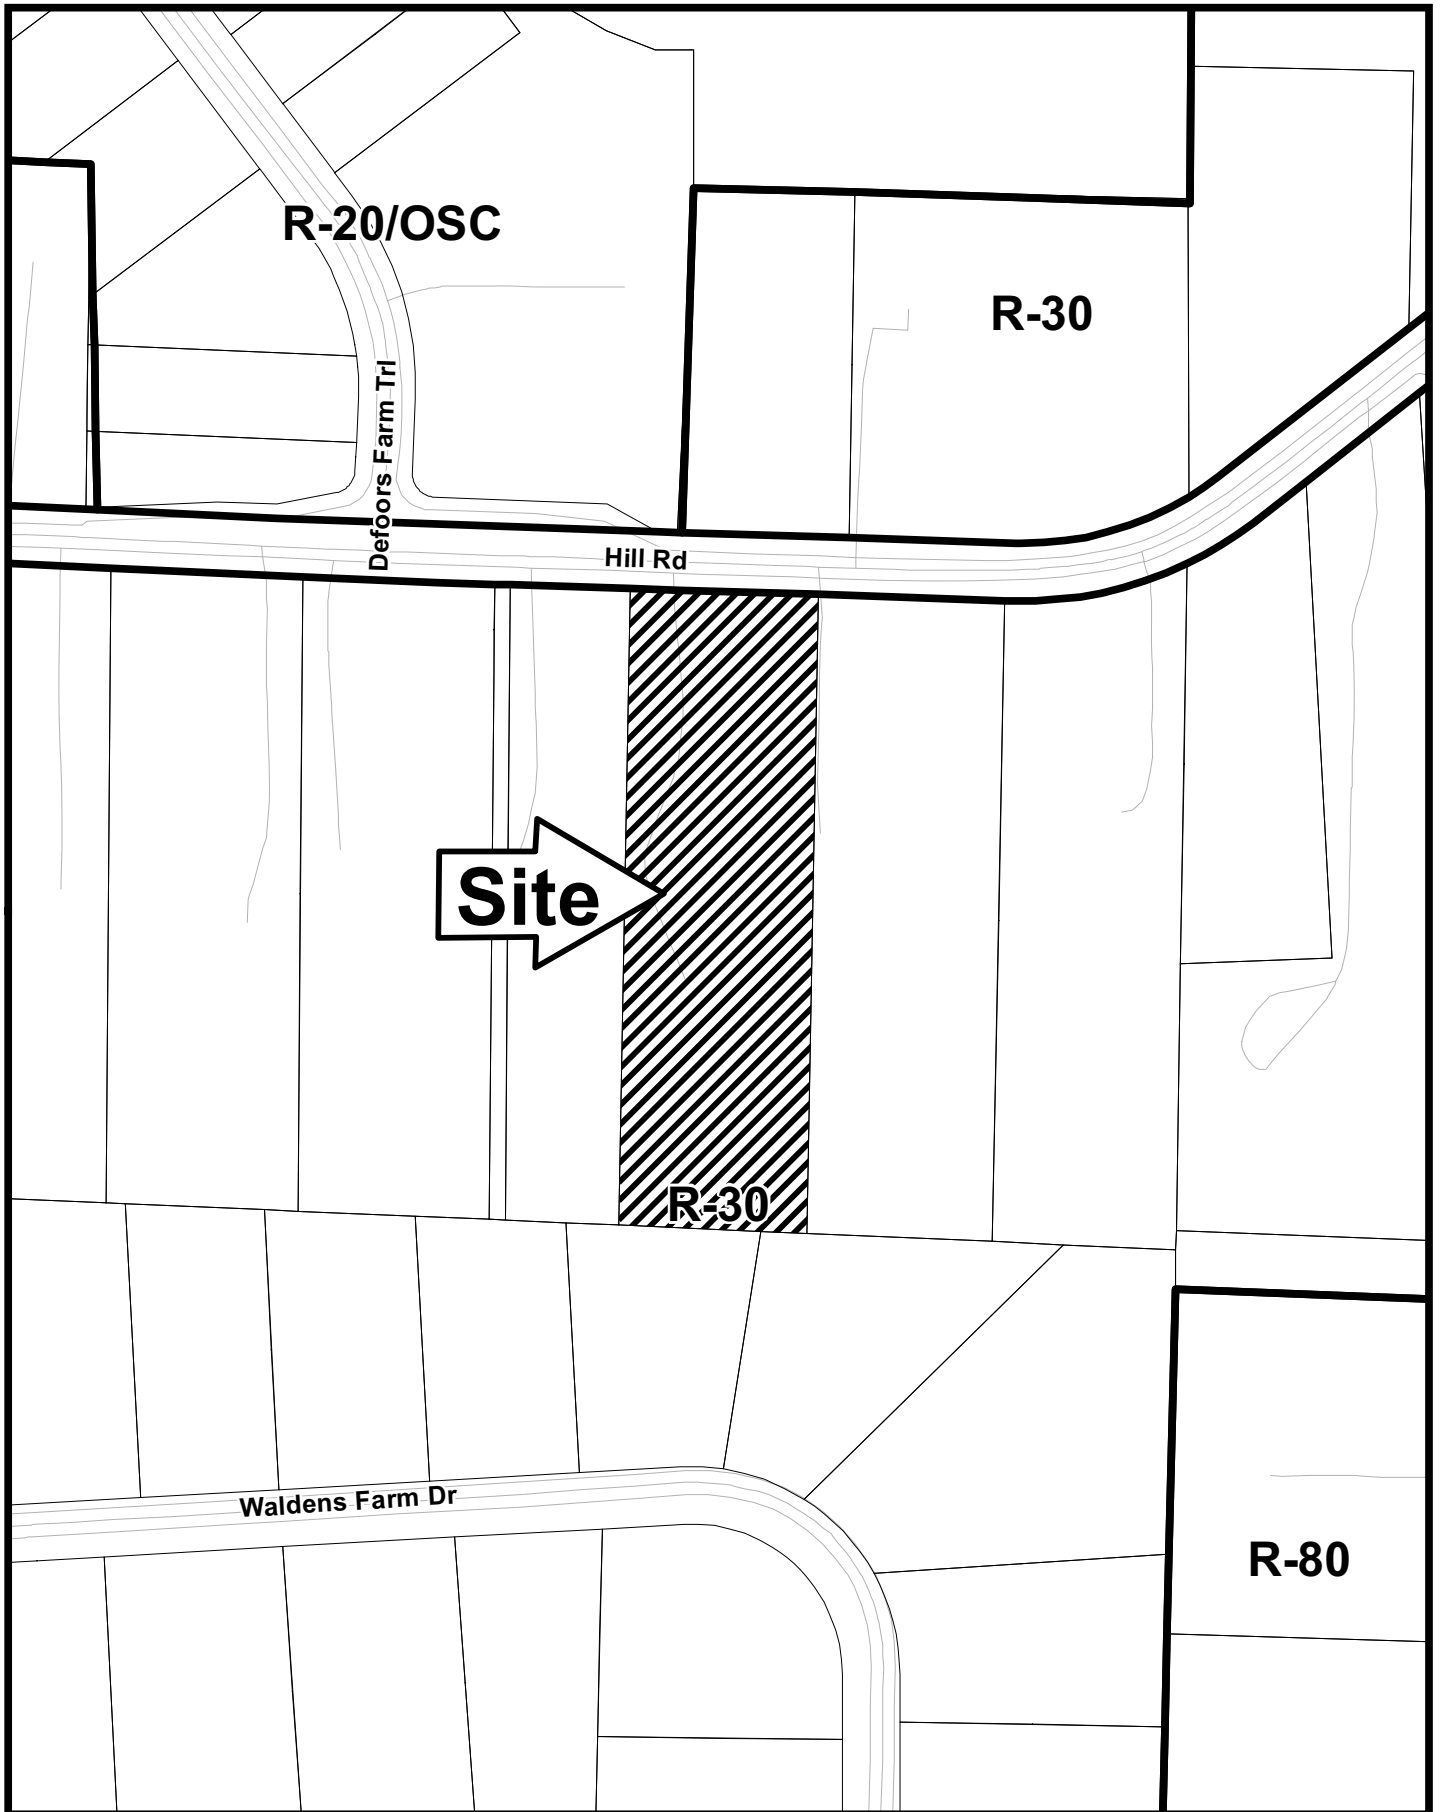 R-20/OSC
R-30
Defoors Farm Trl
Hill Rd
Site
R-30
Waldens Farm Dr
R-80